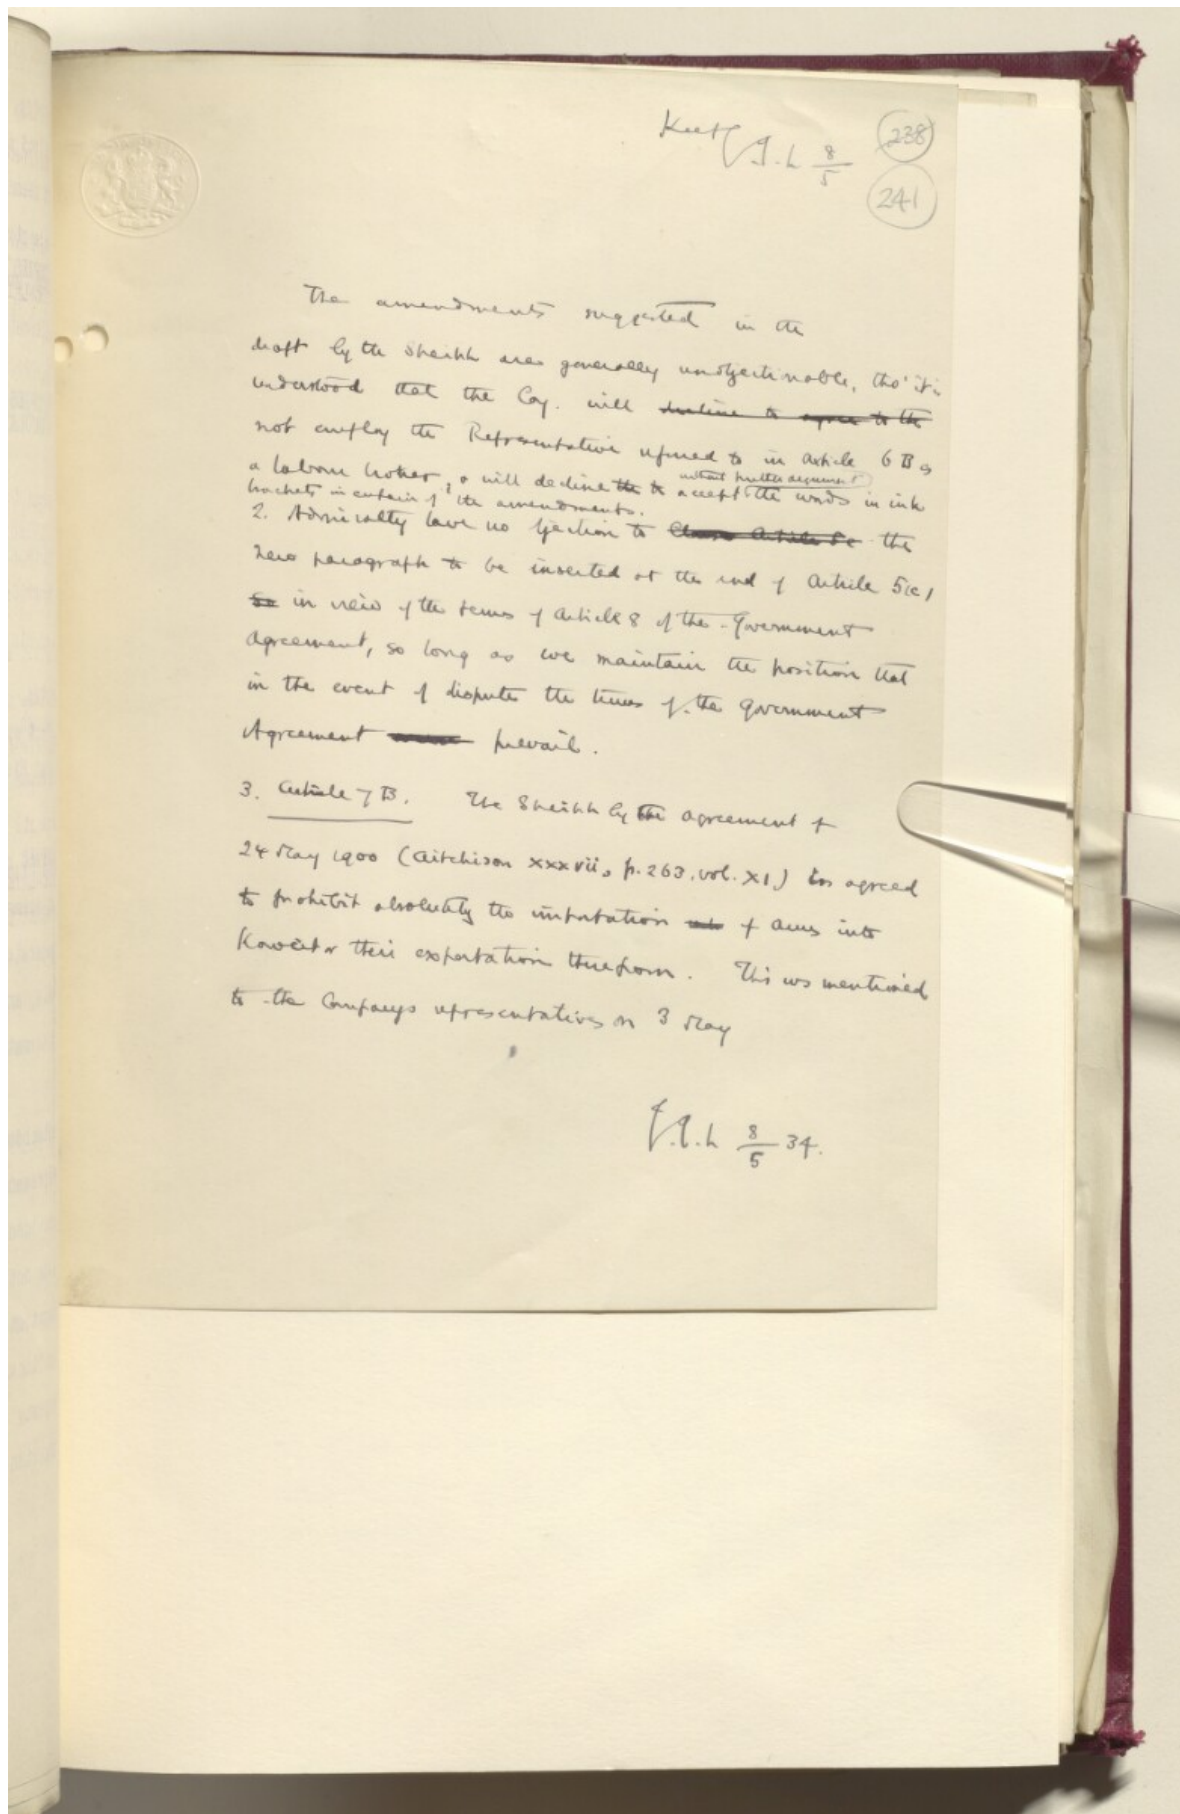 238
241
8/5
The amendments suggested in the
draft by the Sheikh are generally unobjectionable, tho' it is
understood that the Coy. will decline to agree to the
not employ the Representative referred to in Article 6 B as
a labour broker, & will decline to accept without further argument the words in ink
brackets in certain of the amendments.
2. Admiralty have no objection to the
new paragraph to be inserted at the end of Article 5(c)
in view of the terms of Article 8 of the Government
Agreement, so long as we maintain the position that
in the event of dispute the terms of the Government
Agreement prevail.
3. Article 7 B. The Sheikh by the agreement of
24 May 1900 (Aitchison xxxvii, p. 263, vol. XI) has agreed
to prohibit absolutely the importation of arms into
Koweit or their exportation therefrom. This was mentioned
to the Company's representatives on 3 May
8/5 34.